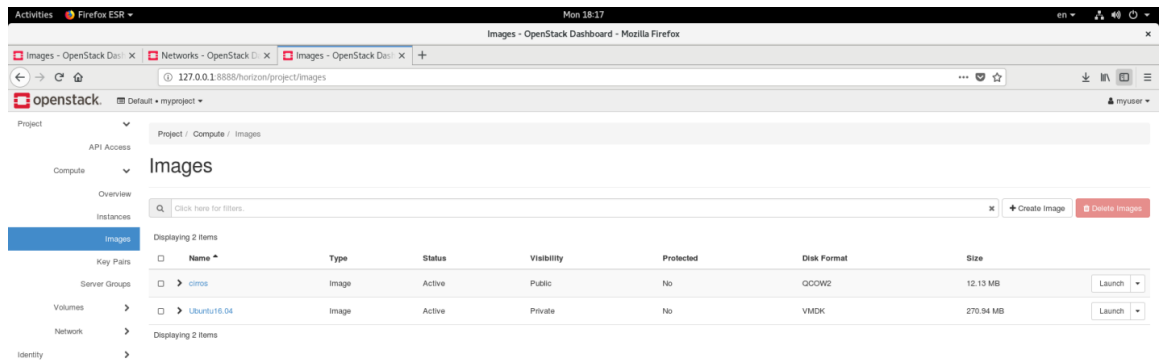 Activities Firefox ESR Mon 18:17 en
Images - OpenStack Dashboard - Mozilla Firefox
Images - OpenStack Dash Networks - OpenStack Da Images - OpenStack Dash
127.0.0.1:8888/horizon/project/images
openstack. Default • myproject myuser
Project
Project / Compute / Images
API Access
Compute
Images
Overview
Click here for filters. Create Image Delete Images
Instances
Images
Displaying 2 items
Key Pairs
Name Type Status Visibility Protected Disk Format Size
Server Groups
cirros Image Active Public No QCOW2 12.13 MB Launch
Volumes
Ubuntu16.04 Image Active Private No VMDK 270.94 MB Launch
Network
Displaying 2 items
Identity